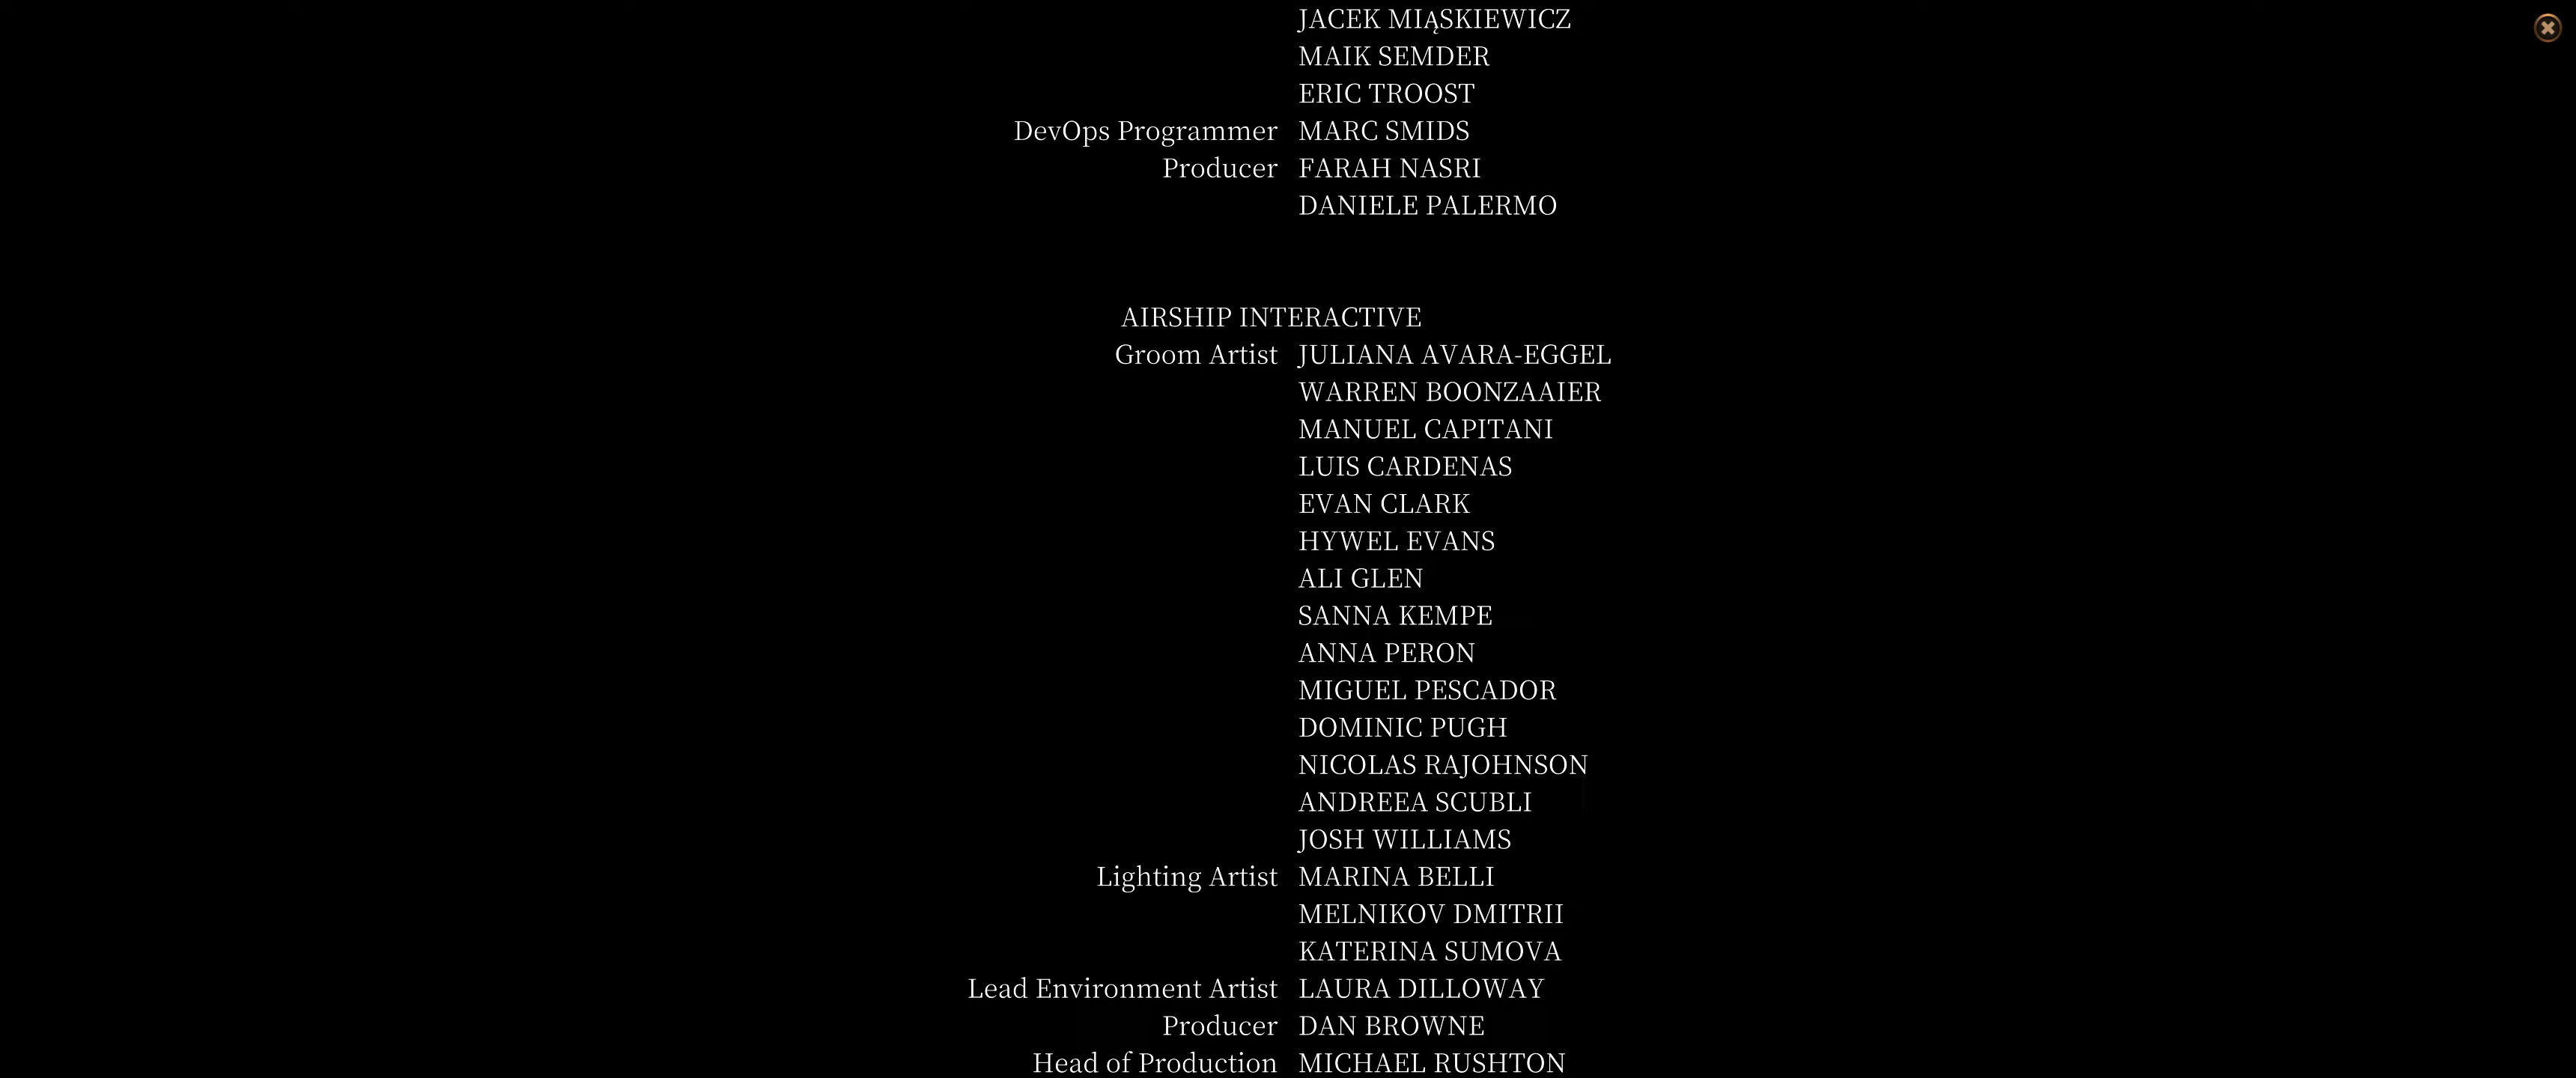 JACEK MIĄSKIEWICZ
MAIK SEMDER
ERIC TROOST
DevOps Programmer MARC SMIDS
Producer FARAH NASRI
DANIELE PALERMO
AIRSHIP INTERACTIVE
Groom Artist JULIANA AVARA-EGGEL
WARREN BOONZAAIER
MANUEL CAPITANI
LUIS CARDENAS
EVAN CLARK
HYWEL EVANS
ALI GLEN
SANNA KEMPE
ANNA PERON
MIGUEL PESCADOR
DOMINIC PUGH
NICOLAS RAJOHNSON
ANDREEA SCUBLI
JOSH WILLIAMS
Lighting Artist MARINA BELLI
MELNIKOV DMITRII
KATERINA SUMOVA
Lead Environment Artist LAURA DILLOWAY
Producer DAN BROWNE
Head of Production MICHAEL RUSHTON